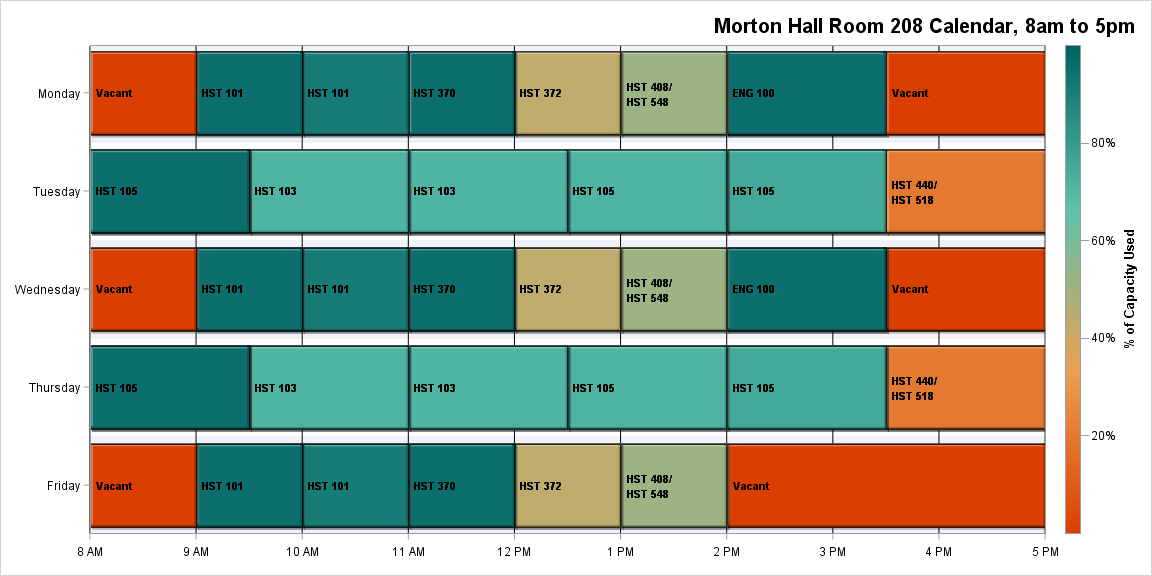 Morton Hall Room 208 Calendar, 8am to 5pm
Monday
Vacant
HST 101
HST 101
HST 370
HST 372
HST 408/
HST 548
ENG 100
Vacant
Tuesday
HST 105
HST 103
HST 103
HST 105
HST 105
HST 440/
HST 518
Wednesday
Vacant
HST 101
HST 101
HST 370
HST 372
HST 408/
HST 548
ENG 100
Vacant
Thursday
HST 105
HST 103
HST 103
HST 105
HST 105
HST 440/
HST 518
Friday
Vacant
HST 101
HST 101
HST 370
HST 372
HST 408/
HST 548
Vacant
8 AM
9 AM
10 AM
11 AM
12 PM
1 PM
2 PM
3 PM
4 PM
5 PM
80%
60%
40%
20%
% of Capacity Used